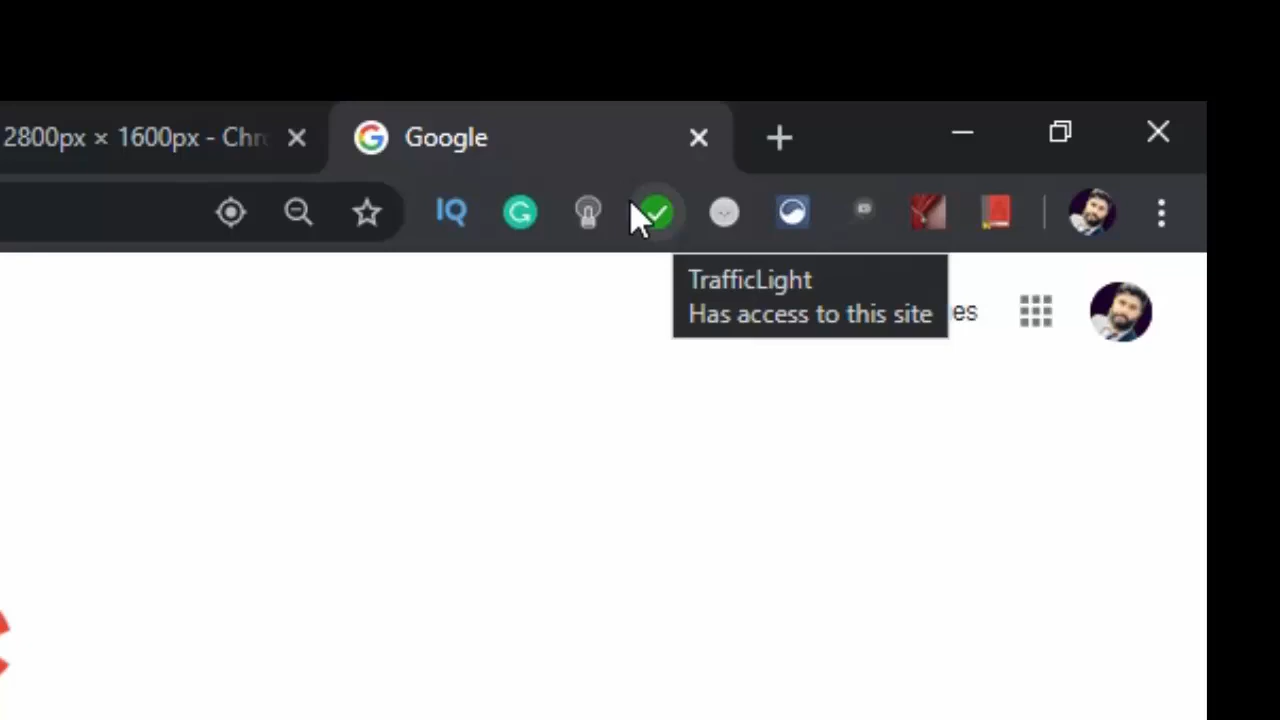 2800px × 1600px - Chr
Google
IQ
G
TrafficLight
Has access to this site
es